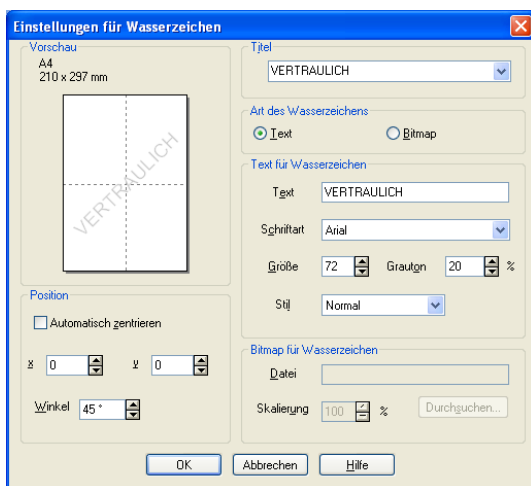 Einstellungen für Wasserzeichen
Vorschau
A4
210 x 297 mm
VERTRAULICH
Position
Automatisch zentrieren
x 0 y 0
Winkel 45 °
Titel
VERTRAULICH
Art des Wasserzeichens
Text Bitmap
Text für Wasserzeichen
Text VERTRAULICH
Schriftart Arial
Größe 72 Grauton 20 %
Stil Normal
Bitmap für Wasserzeichen
Datei
Skalierung 100 % Durchsuchen...
OK Abbrechen Hilfe